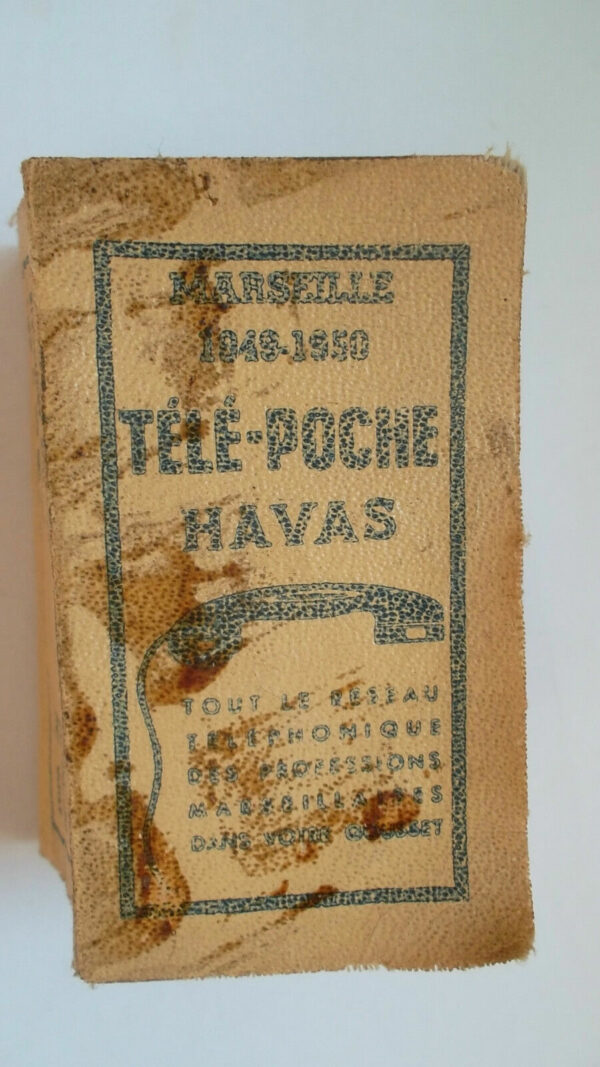 MARSEILLE
1949-1950
TÉLÉ-POCHE
HAVAS
TOUT LE RESEAU
TELEPHONIQUE
DES PROFESSIONS
MARSEILLAISES
DANS VOTRE GOUSSET